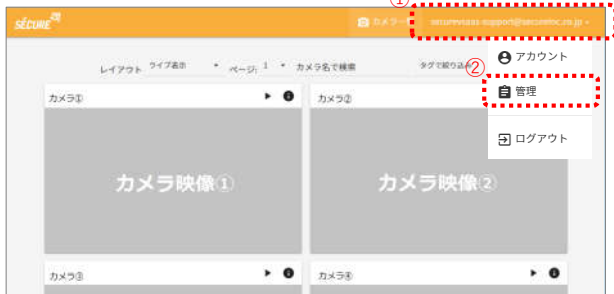 ①
SECURE
カメラ一覧
securevsaas-support@secureinc.co.jp
レイアウト ライブ表示 ページ: 1 カメラ名で検索 タグで絞り込み
②
アカウント
管理
ログアウト
カメラ①
カメラ②
カメラ映像①
カメラ映像②
カメラ③
カメラ④